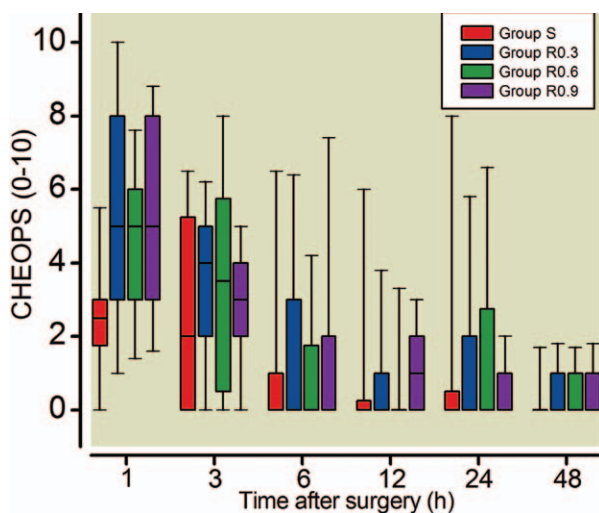 Group S
Group R0.3
Group R0.6
Group R0.9
CHEOPS (0-10)
10
8
6
4
2
0
1 3 6 12 24 48
Time after surgery (h)